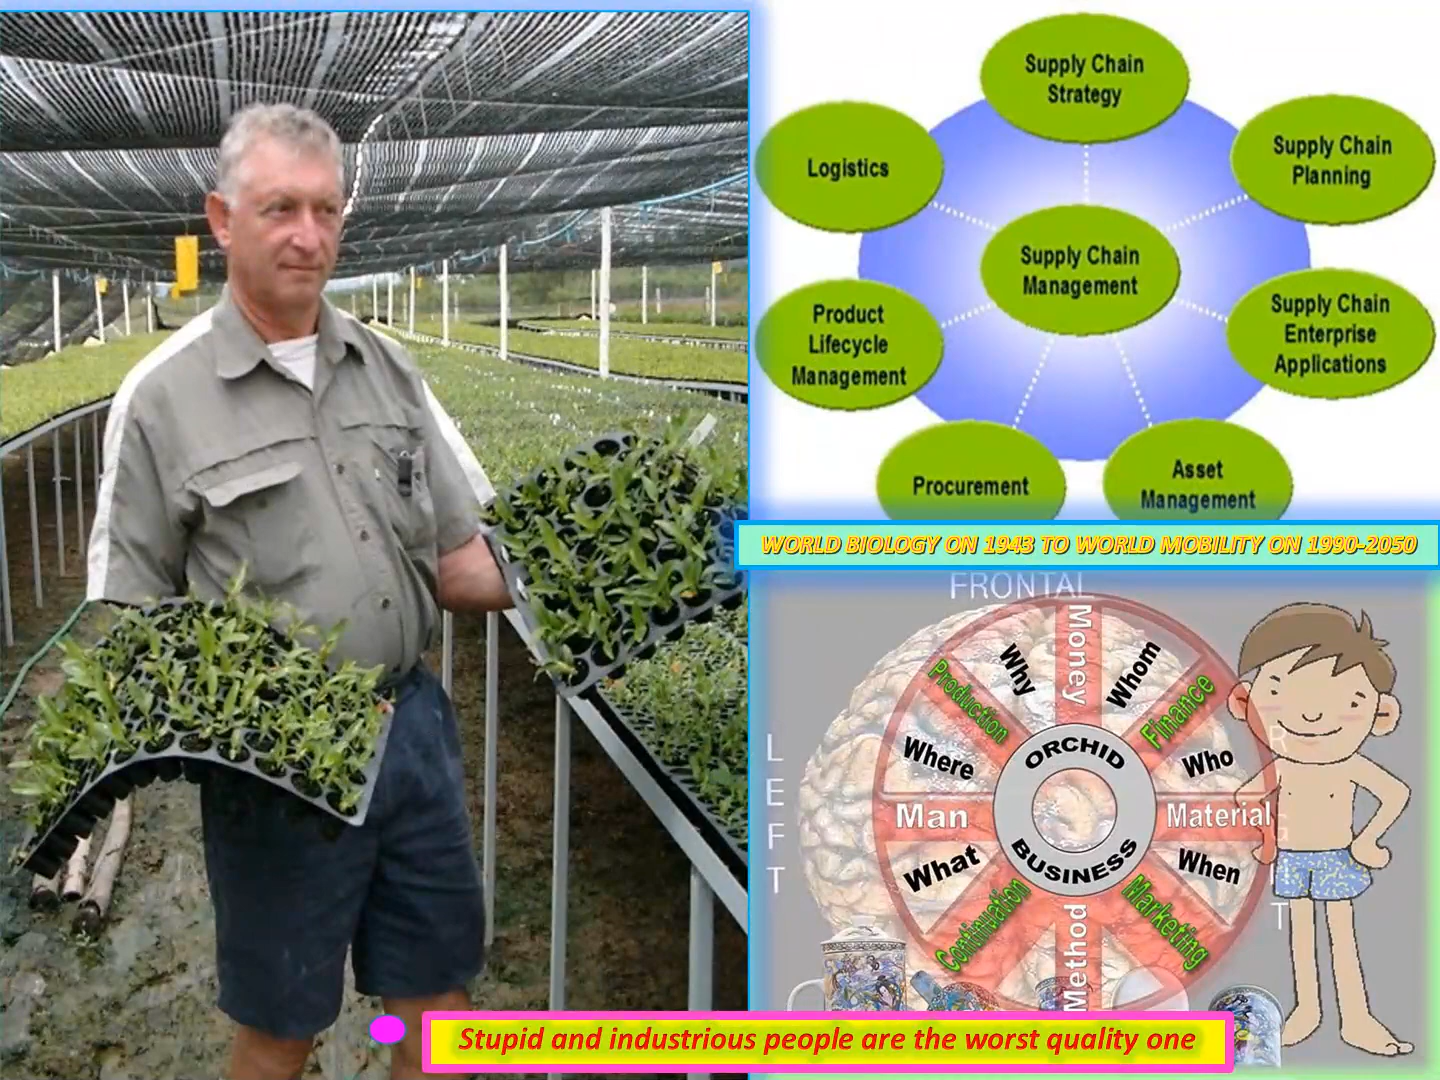 Supply Chain
Strategy
Logistics
Supply Chain
Planning
Supply Chain
Management
Product
Lifecycle
Management
Supply Chain
Enterprise
Applications
Procurement
Asset
Management
WORLD BIOLOGY ON 1943 TO WORLD MOBILITY ON 1990-2050
FRONTAL
LEFT
R
T
Money
Whom
Finance
Who
Material
When
Marketing
Method
Continuation
What
Man
Where
Production
Why
ORCHID
BUSINESS
Stupid and industrious people are the worst quality one